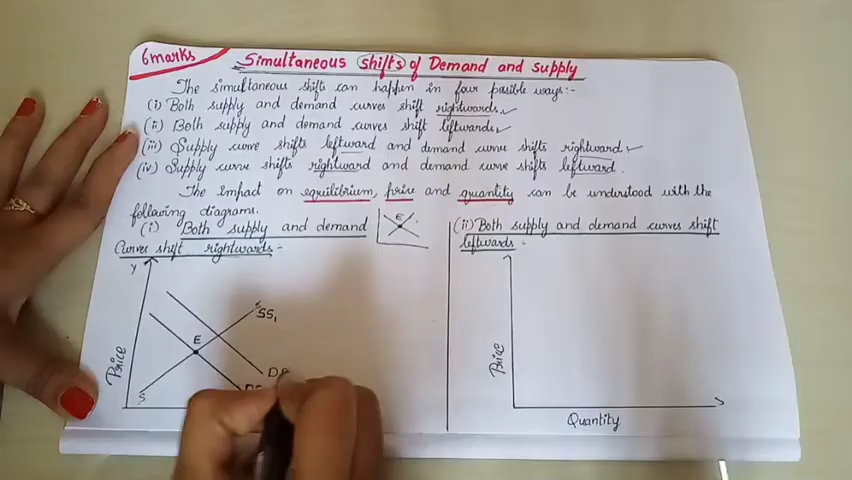 6marks
Simultaneous shifts of Demand and supply
The simultaneous shift can happen in four possible ways:-
(i) Both supply and demand curves shift rightwards.
(ii) Both supply and demand curves shift leftwards.
(iii) Supply curve shifts leftward and demand curve shifts rightward.
(iv) Supply curve shifts rightward and demand curve shifts leftward.
The impact on equilibrium, price and quantity can be understood with the
following diagrams.
(i) Both supply and demand
Curves shift rightwards:-
E
(ii) Both supply and demand curves shift
leftwards:-
Y
Price
E
SS1
S
Price
Quantity